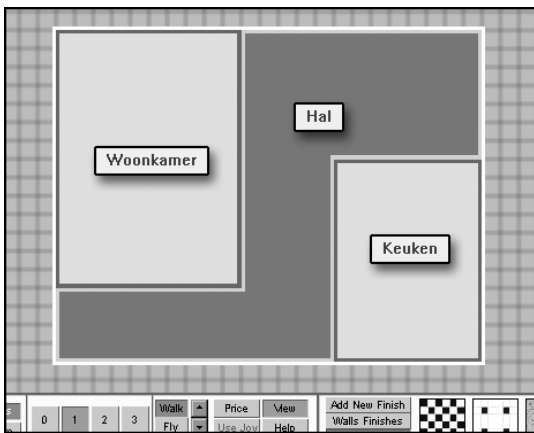 Hal
Woonkamer
Keuken
Walk Price View Add New Finish
0 1 2 3 Fly Use Joy Help Walls Finishes